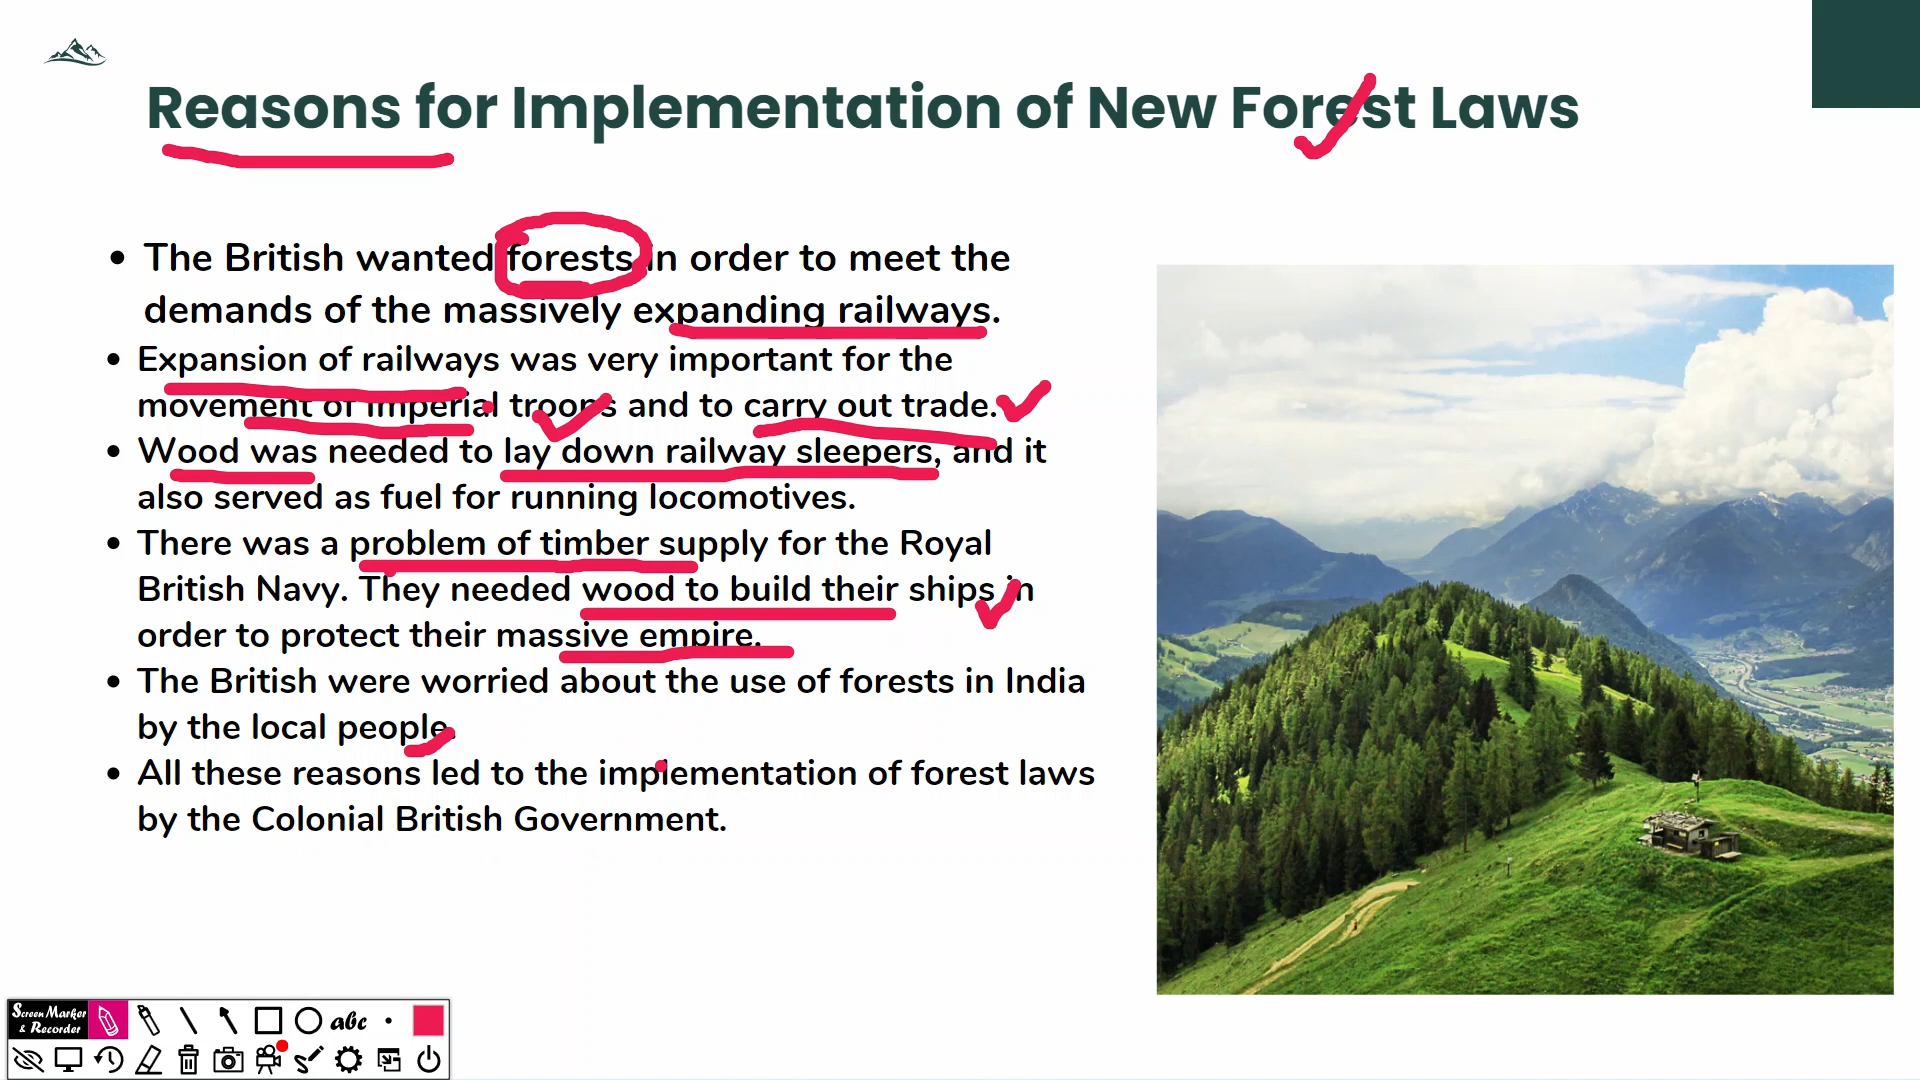 Reasons for Implementation of New Forest Laws
• The British wanted forests in order to meet the
demands of the massively expanding railways.
• Expansion of railways was very important for the
movement of imperial troops and to carry out trade.
• Wood was needed to lay down railway sleepers, and it
also served as fuel for running locomotives.
• There was a problem of timber supply for the Royal
British Navy. They needed wood to build their ships in
order to protect their massive empire.
• The British were worried about the use of forests in India
by the local people.
• All these reasons led to the implementation of forest laws
by the Colonial British Government.
Screen Marker
& Recorder
abc